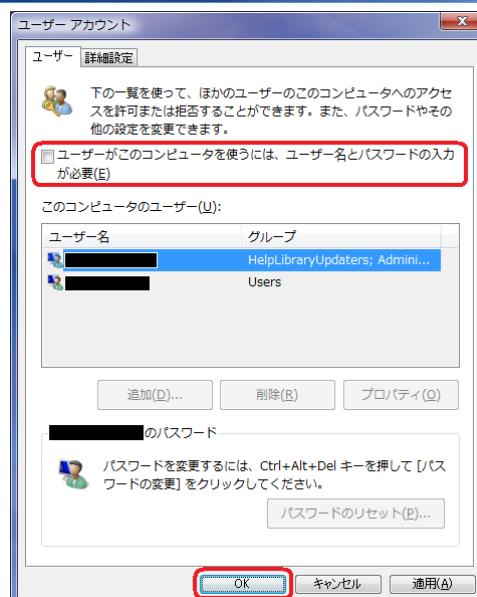 ユーザー アカウント
ユーザー 詳細設定
下の一覧を使って、ほかのユーザーのこのコンピュータへのアクセ
スを許可または拒否することができます。また、パスワードやその
他の設定を変更できます。
ユーザーがこのコンピュータを使うには、ユーザー名とパスワードの入力
が必要(E)
このコンピュータのユーザー(U):
ユーザー名 グループ
HelpLibraryUpdaters; Admini...
Users
追加(D)... 削除(R) プロパティ(O)
のパスワード
パスワードを変更するには、Ctrl+Alt+Del キーを押して [パス
ワードの変更] をクリックしてください。
パスワードのリセット(P)...
OK キャンセル 適用(A)